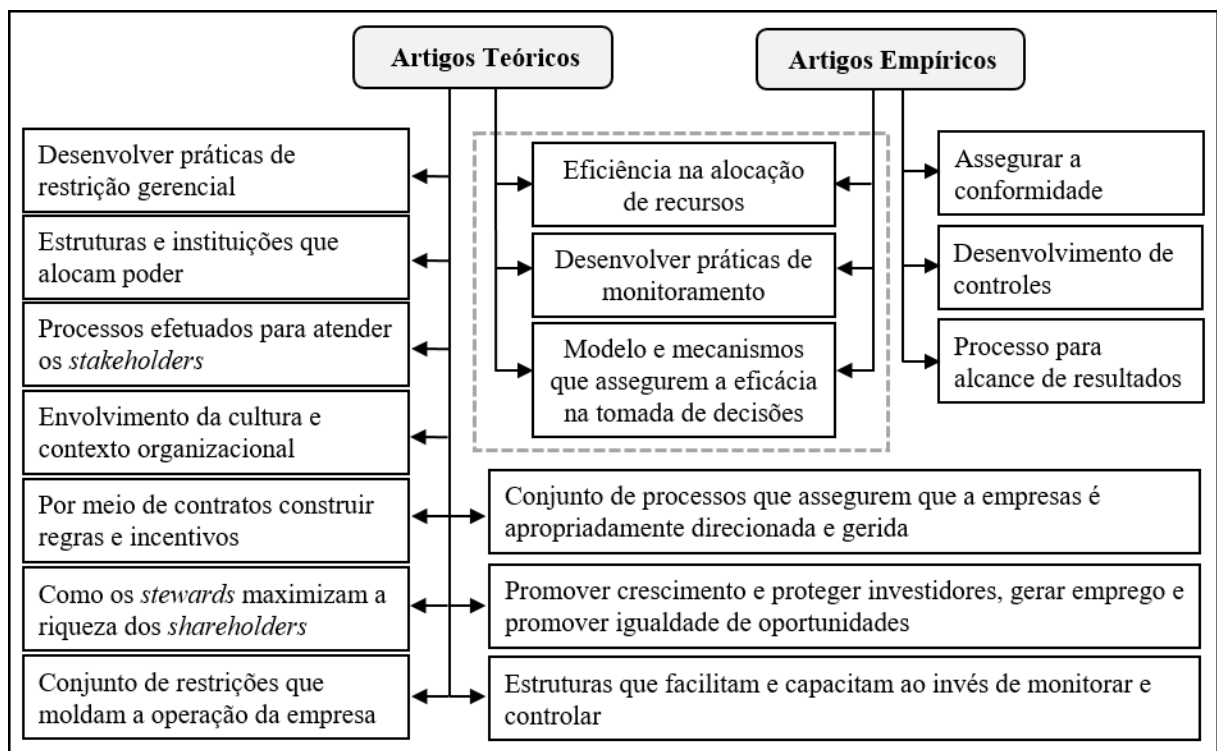 Artigos Teóricos
Artigos Empíricos
Desenvolver práticas de
restrição gerencial
Estruturas e instituições que
alocam poder
Processos efetuados para atender
os stakeholders
Envolvimento da cultura e
contexto organizacional
Por meio de contratos construir
regras e incentivos
Como os stewards maximizam a
riqueza dos shareholders
Conjunto de restrições que
moldam a operação da empresa
Eficiência na alocação
de recursos
Desenvolver práticas de
monitoramento
Modelo e mecanismos
que assegurem a eficácia
na tomada de decisões
Assegurar a
conformidade
Desenvolvimento de
controles
Processo para
alcance de resultados
Conjunto de processos que assegurem que a empresas é
apropriadamente direcionada e gerida
Promover crescimento e proteger investidores, gerar emprego e
promover igualdade de oportunidades
Estruturas que facilitam e capacitam ao invés de monitorar e
controlar